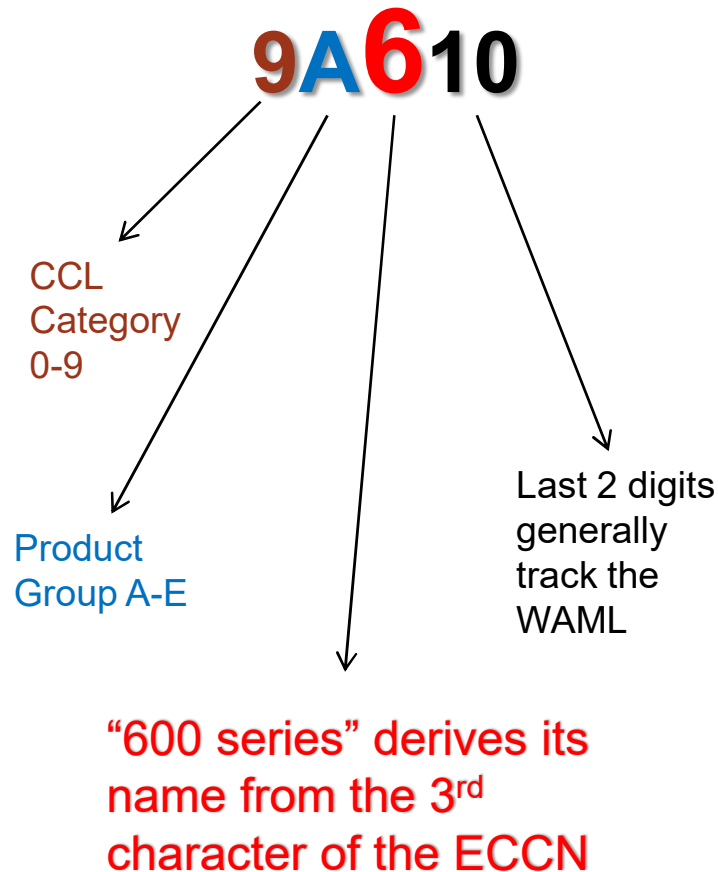 9A610
CCL
Category
0-9
Product
Group A-E
Last 2 digits
generally
track the
WAML
“600 series” derives its
name from the 3rd
character of the ECCN